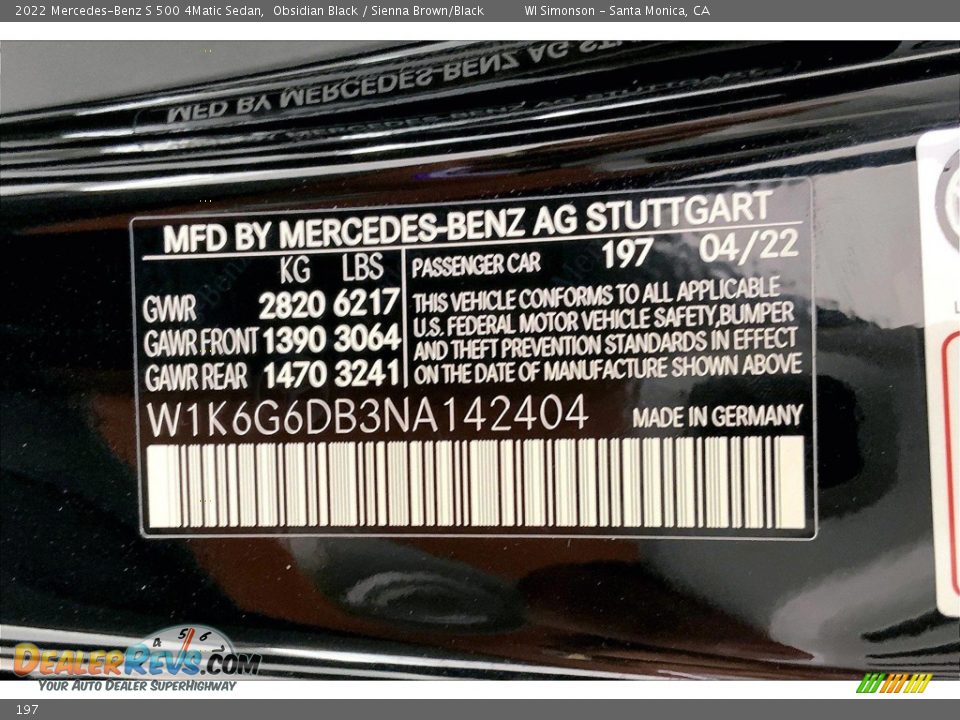 2022 Mercedes-Benz S 500 4Matic Sedan, Obsidian Black / Sienna Brown/Black WI Simonson - Santa Monica, CA
MFD BY MERCEDES BENZ AG
MFD BY MERCEDES-BENZ AG STUTTGART
KG LBS PASSENGER CAR 197 04/22
GVWR 2820 6217
GAWR FRONT 1390 3064
GAWR REAR 1470 3241
THIS VEHICLE CONFORMS TO ALL APPLICABLE
U.S. FEDERAL MOTOR VEHICLE SAFETY,BUMPER
AND THEFT PREVENTION STANDARDS IN EFFECT
ON THE DATE OF MANUFACTURE SHOWN ABOVE
W1K6G6DB3NA142404 MADE IN GERMANY
4 5 6
DEALERREVS.COM
YOUR AUTO DEALER SUPERHIGHWAY
197